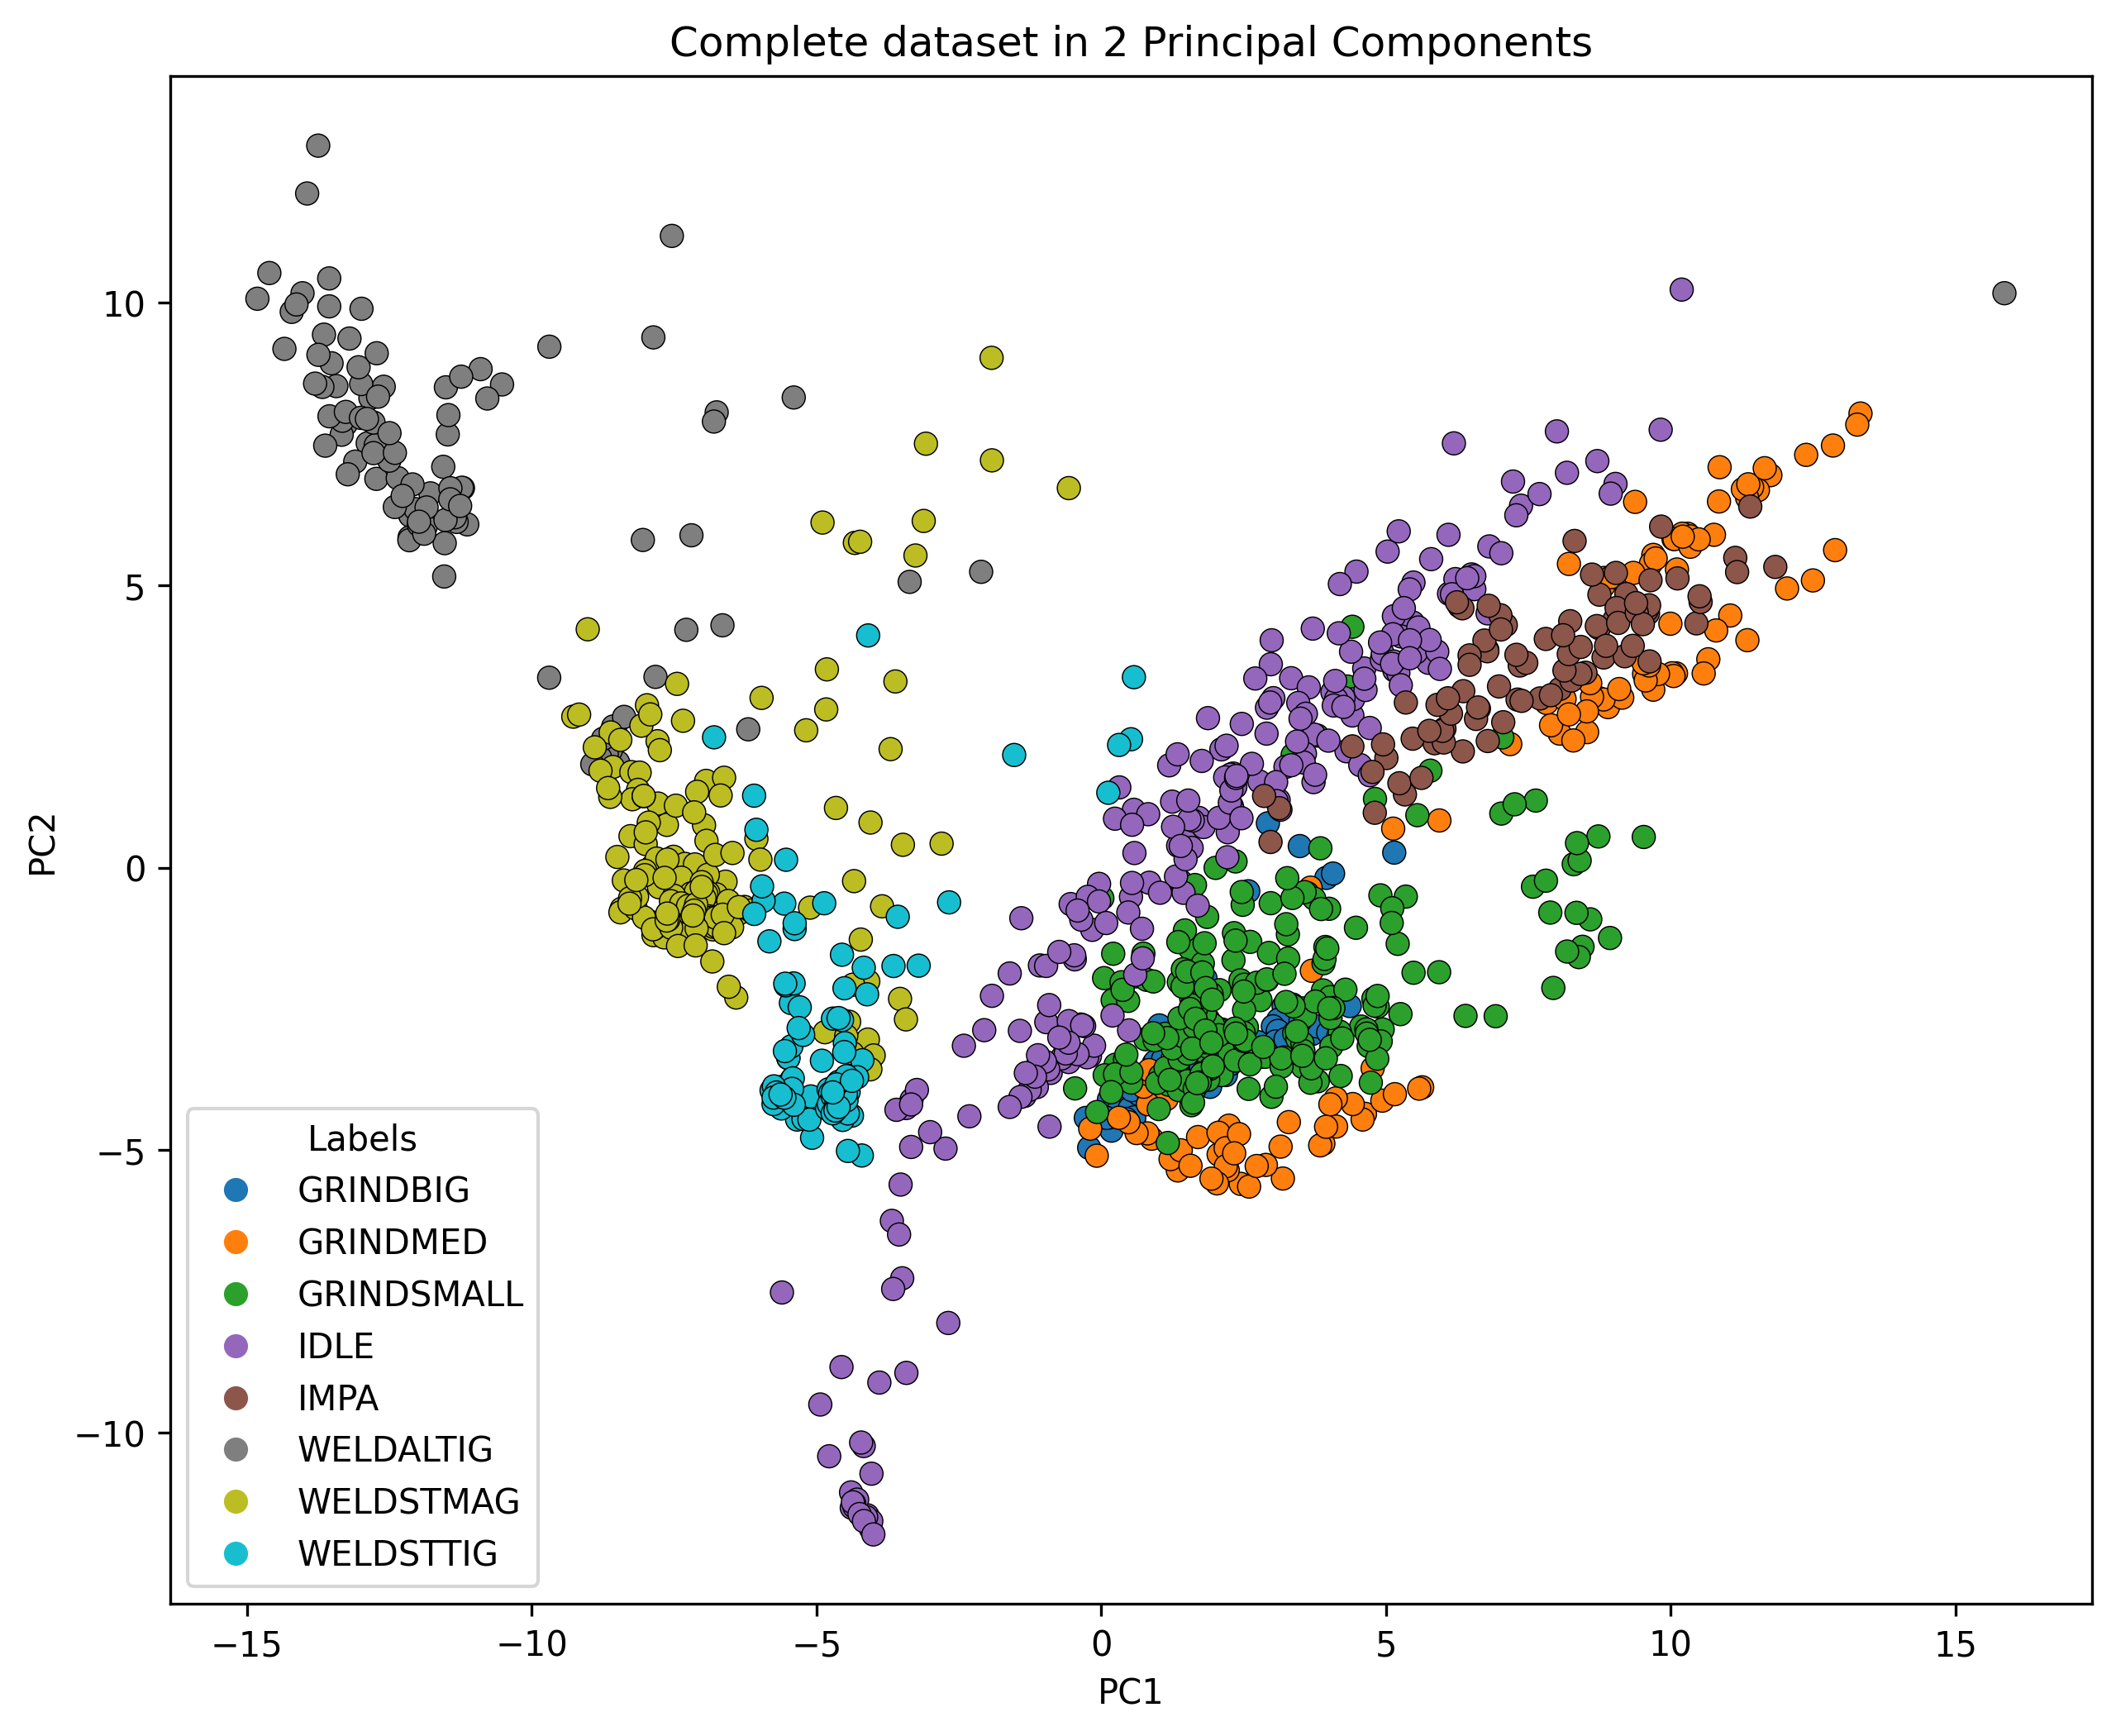 Complete dataset in 2 Principal Components
PC2
10
5
0
−5
−10
Labels
GRINDBIG
GRINDMED
GRINDSMALL
IDLE
IMPA
WELDALTIG
WELDSTMAG
WELDSTTIG
−15 −10 −5 0 5 10 15
PC1